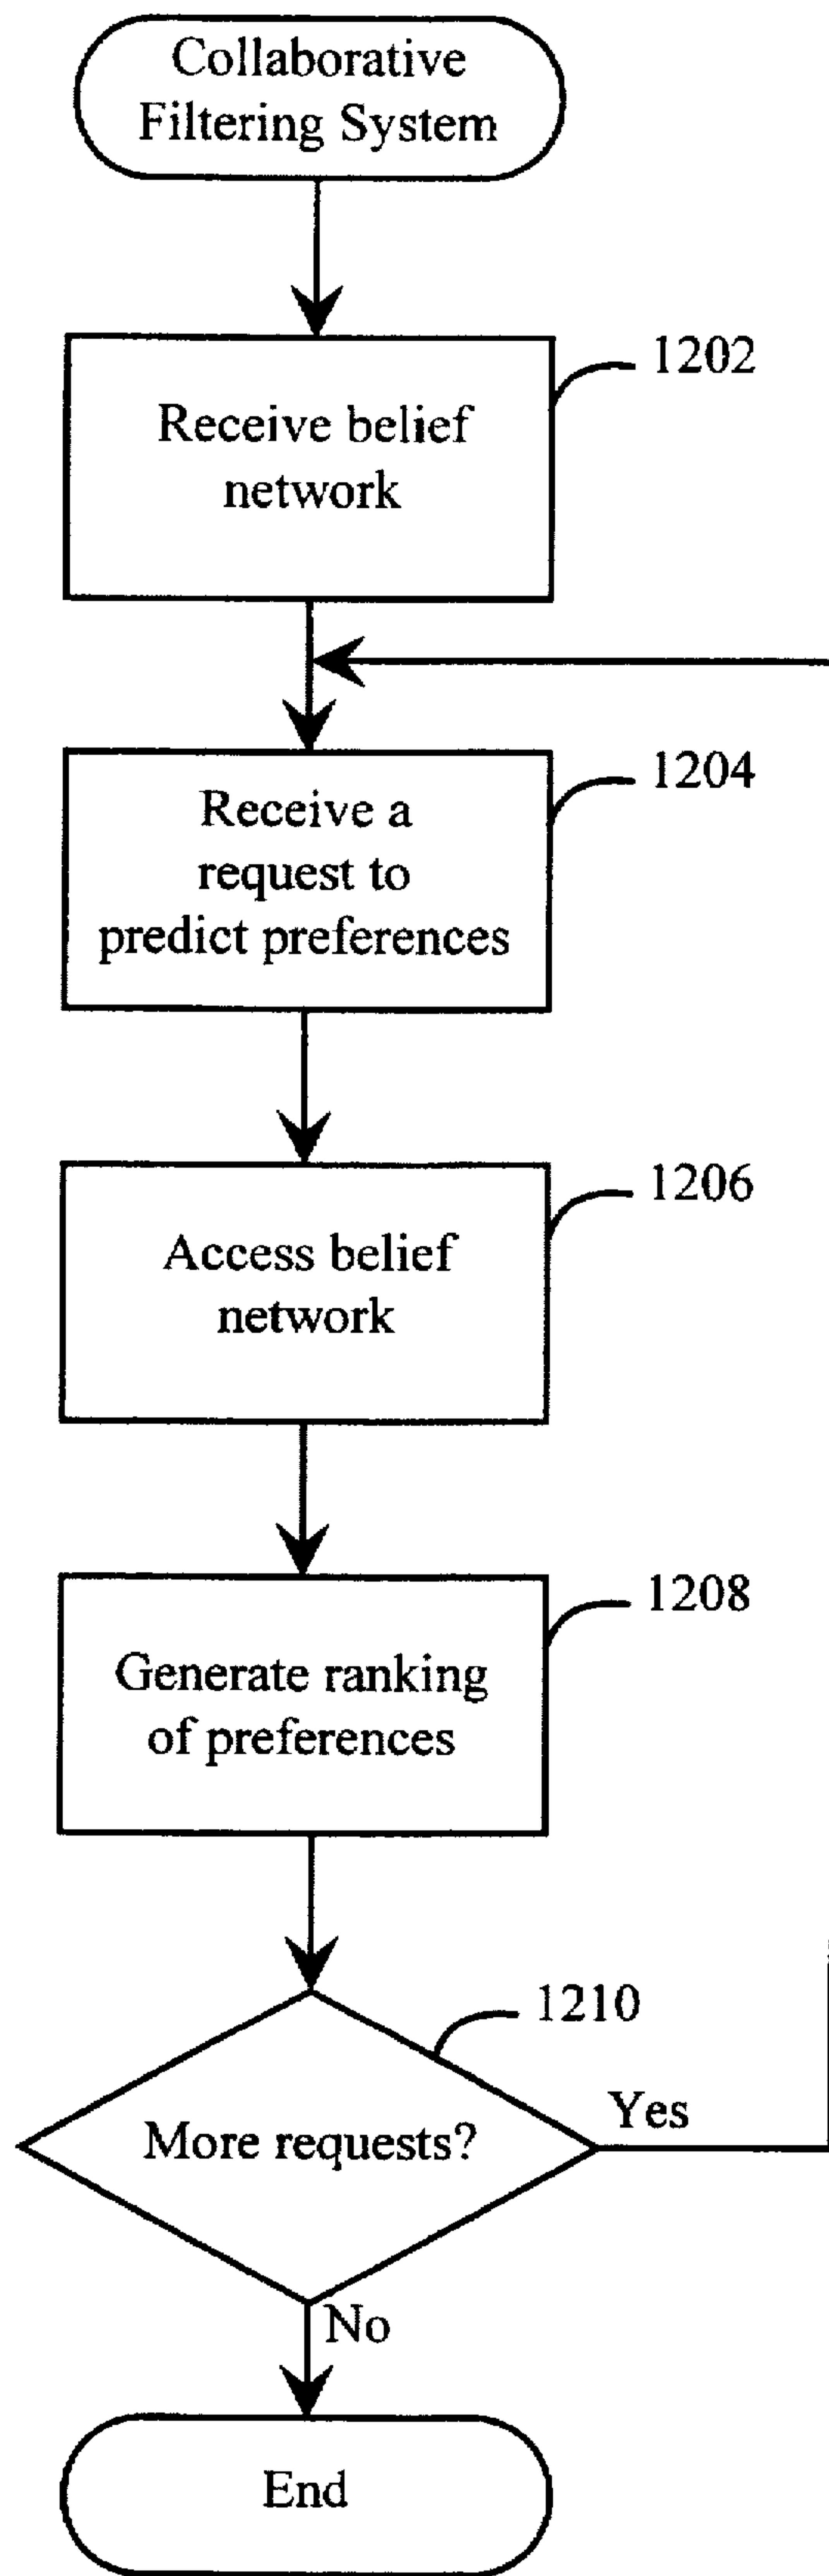 Collaborative
Filtering System
1202
Receive belief
network
1204
Receive a
request to
predict preferences
1206
Access belief
network
1208
Generate ranking
of preferences
1210
More requests?
Yes
No
End